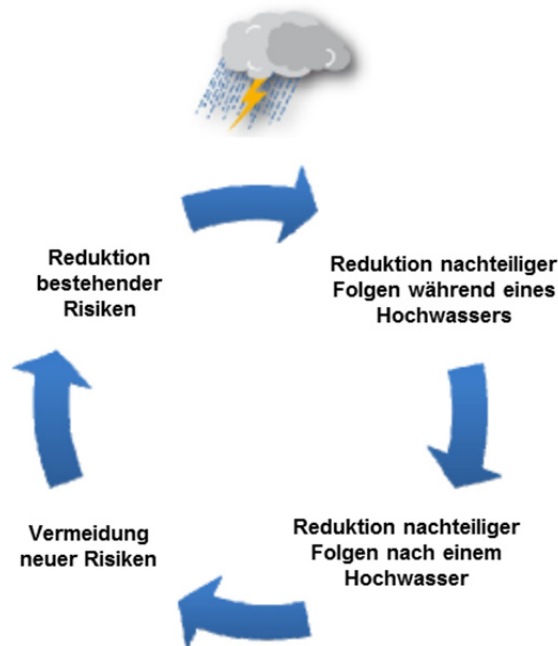 Reduktion
bestehender
Risiken
Reduktion nachteiliger
Folgen während eines
Hochwassers
Reduktion nachteiliger
Folgen nach einem
Hochwasser
Vermeidung
neuer Risiken